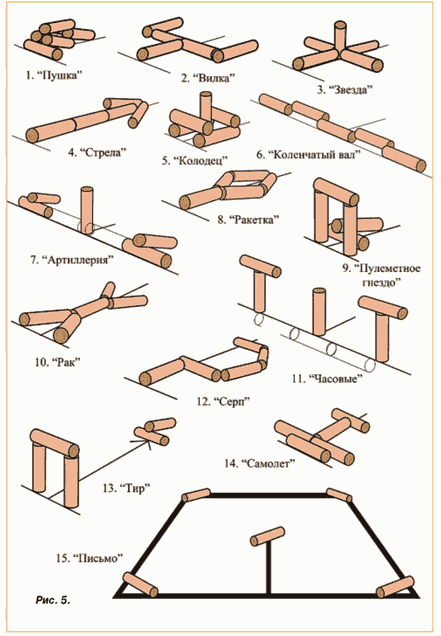 1. “Пушка”
2. “Вилка”
3. “Звезда”
4. “Стрела”
5. “Колодец”
6. “Коленчатый вал”
7. “Артиллерия”
8. “Ракетка”
9. “Пулеметное
гнездо”
10. “Рак”
11. “Часовые”
12. “Серп”
13. “Тир”
14. “Самолет”
15. “Письмо”
Рис. 5.